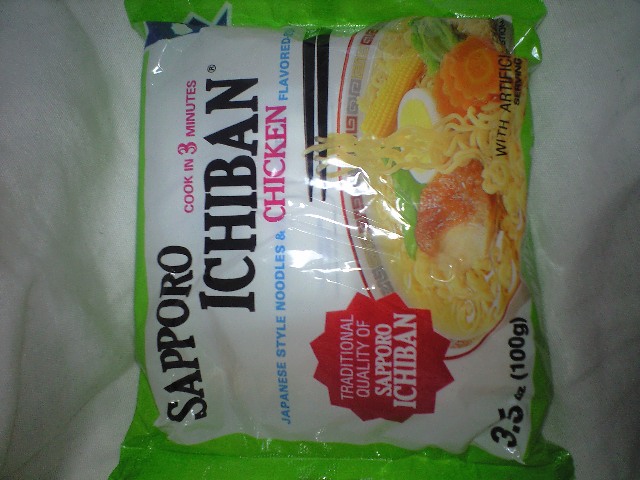 SAPPORO
COOK IN 3 MINUTES
ICHIBAN®
JAPANESE STYLE NOODLES & CHICKEN FLAVORED
TRADITIONAL
QUALITY OF
SAPPORO
ICHIBAN
WITH
SERVING
3.5 oz (100g)